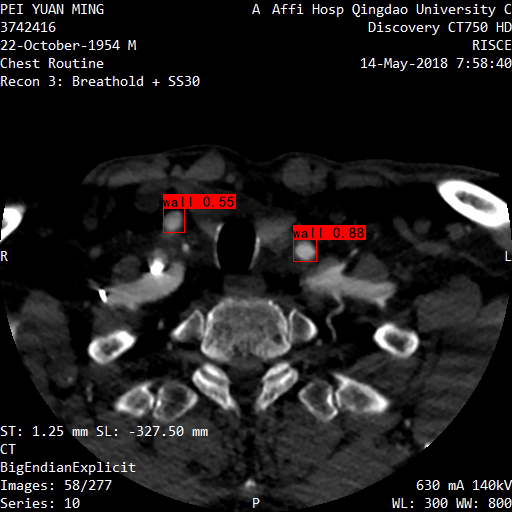 PEI YUAN MING
3742416
22-October-1954 M
Chest Routine
Recon 3: Breathold + SS30
A
Affi Hosp Qingdao University C
Discovery CT750 HD
RISCE
14-May-2018 7:58:40
wall 0.55
wall 0.88
R
L
ST: 1.25 mm SL: -327.50 mm
CT
BigEndianExplicit
Images: 58/277
Series: 10
P
630 mA 140kV
WL: 300 WW: 800